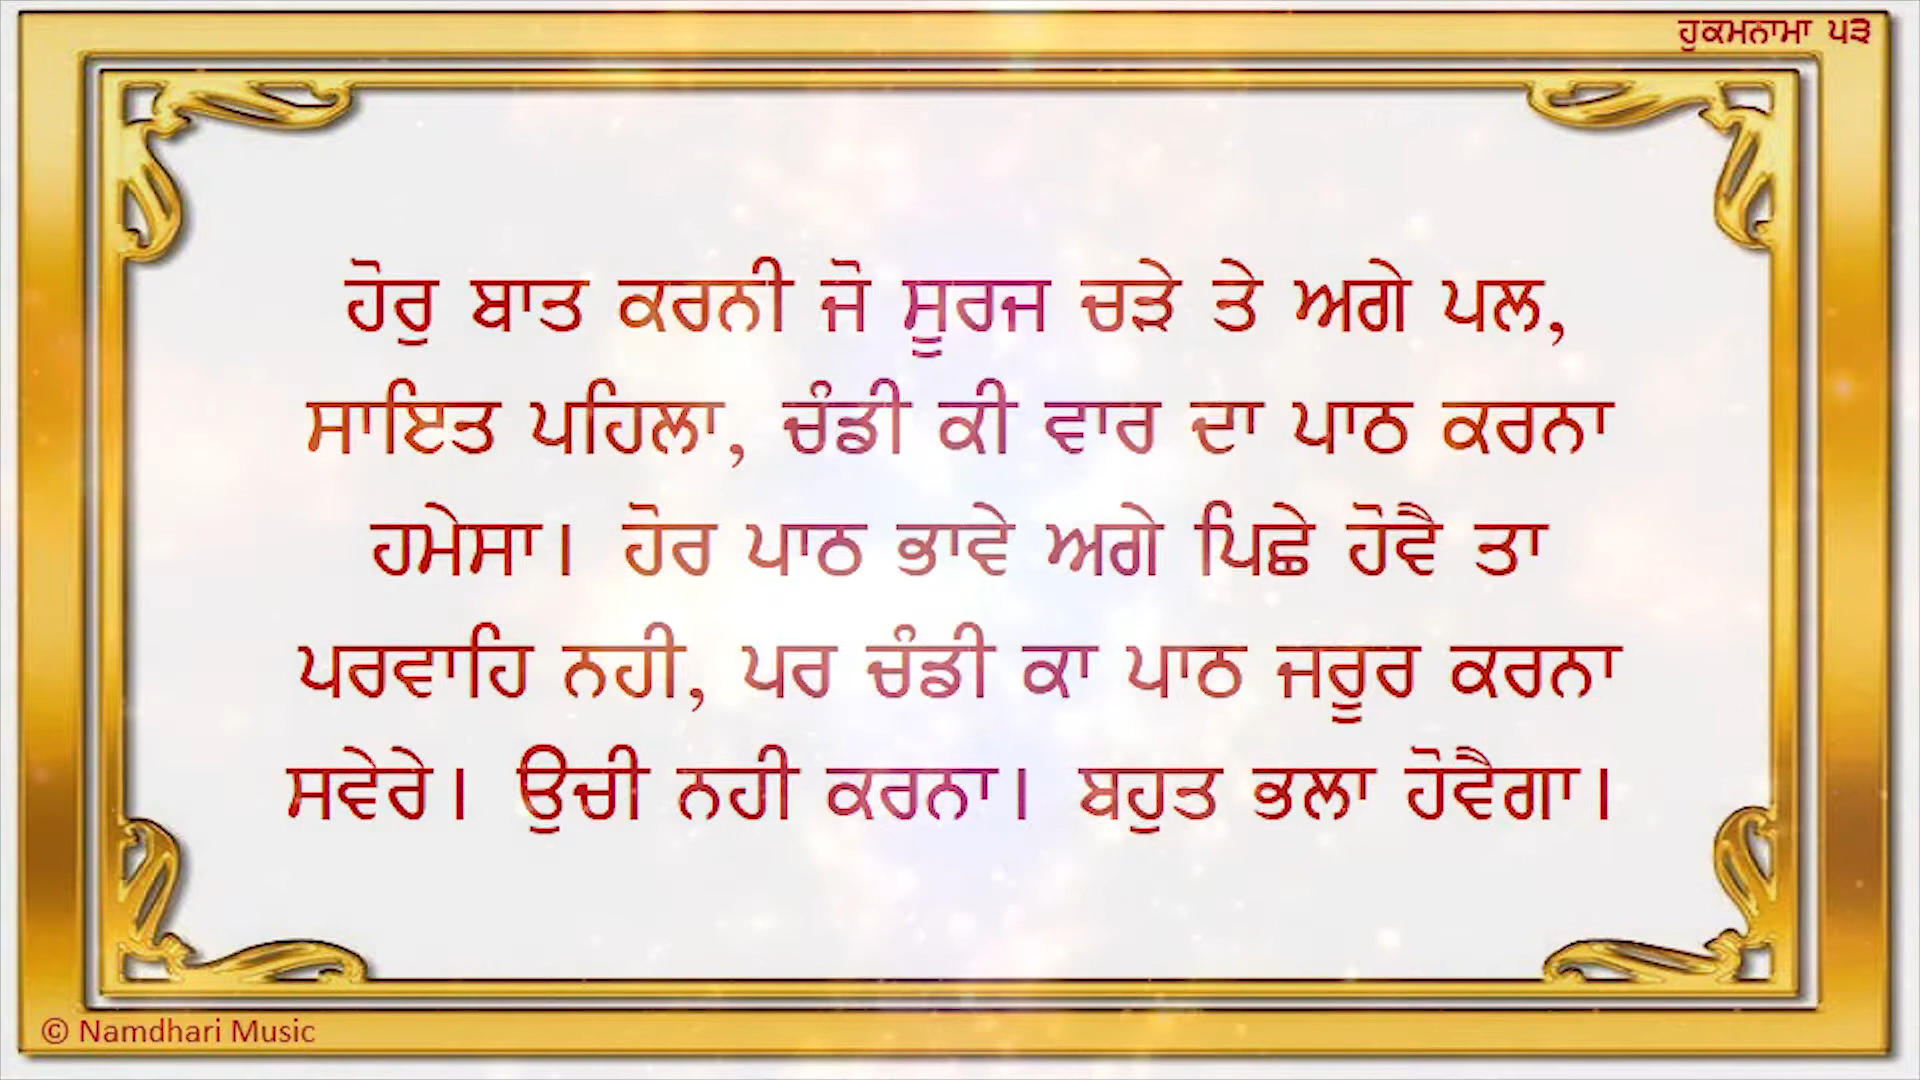 ਹੁਕਮਨਾਮਾ ੫੩
ਹੋਰੁ ਬਾਤ ਕਰਨੀ ਜੋ ਸੂਰਜ ਚੜੇ ਤੇ ਅਗੇ ਪਲ,
ਸਾਇਤ ਪਹਿਲਾ, ਚੰਡੀ ਕੀ ਵਾਰ ਦਾ ਪਾਠ ਕਰਨਾ
ਹਮੇਸਾ। ਹੋਰ ਪਾਠ ਭਾਵੇ ਅਗੇ ਪਿਛੇ ਹੋਵੈ ਤਾ
ਪਰਵਾਹਿ ਨਹੀ, ਪਰ ਚੰਡੀ ਕਾ ਪਾਠ ਜਰੂਰ ਕਰਨਾ
ਸਵੇਰੇ। ਉਚੀ ਨਹੀ ਕਰਨਾ। ਬਹੁਤ ਭਲਾ ਹੋਵੈਗਾ।
© Namdhari Music